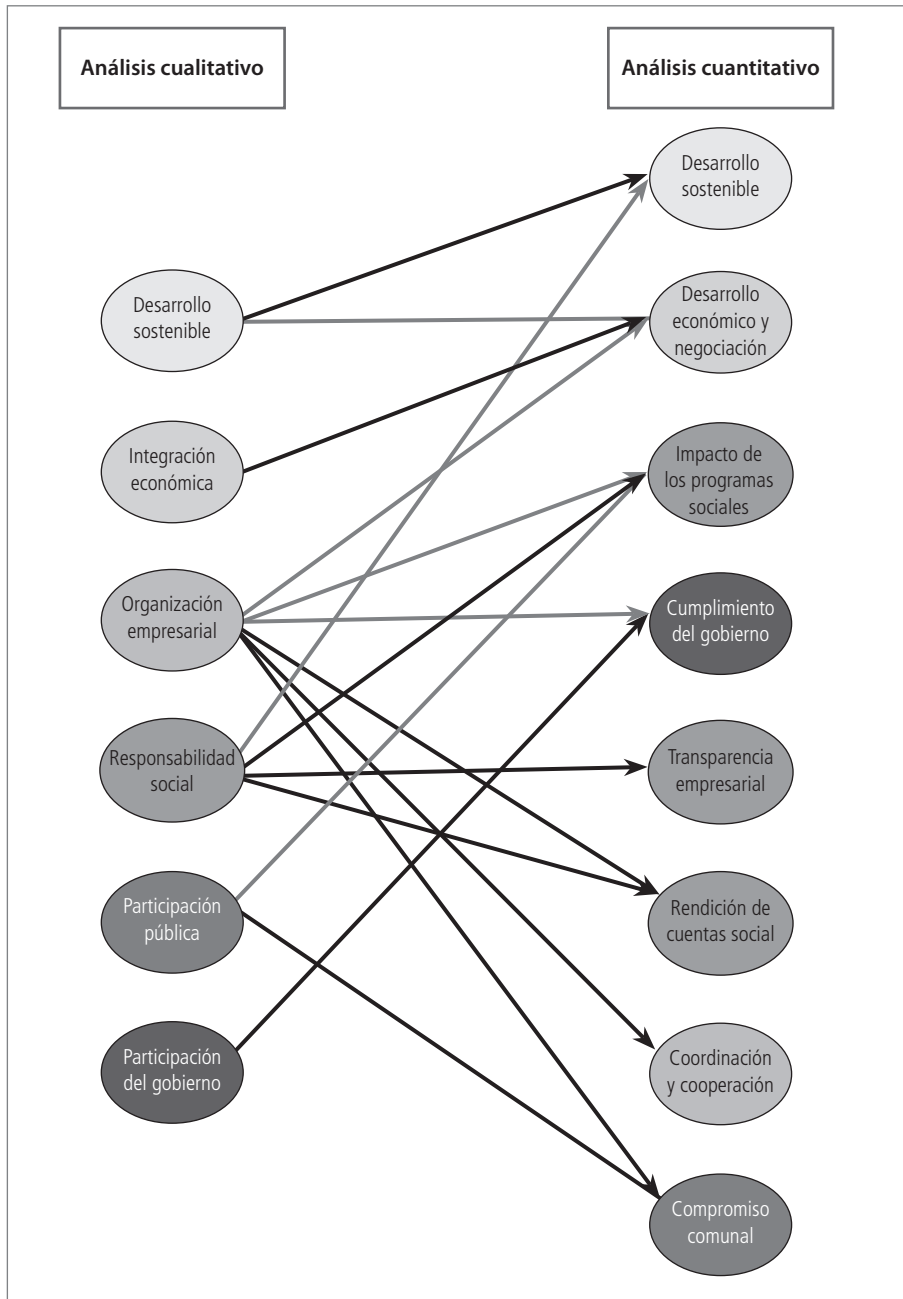 Análisis cualitativo
Análisis cuantitativo
Desarrollo
sostenible
Desarrollo
sostenible
Desarrollo
económico y
negociación
Integración
económica
Impacto de
los programas
sociales
Organización
empresarial
Cumplimiento
del gobierno
Responsabilidad
social
Transparencia
empresarial
Participación
pública
Rendición de
cuentas social
Participación
del gobierno
Coordinación
y cooperación
Compromiso
comunal